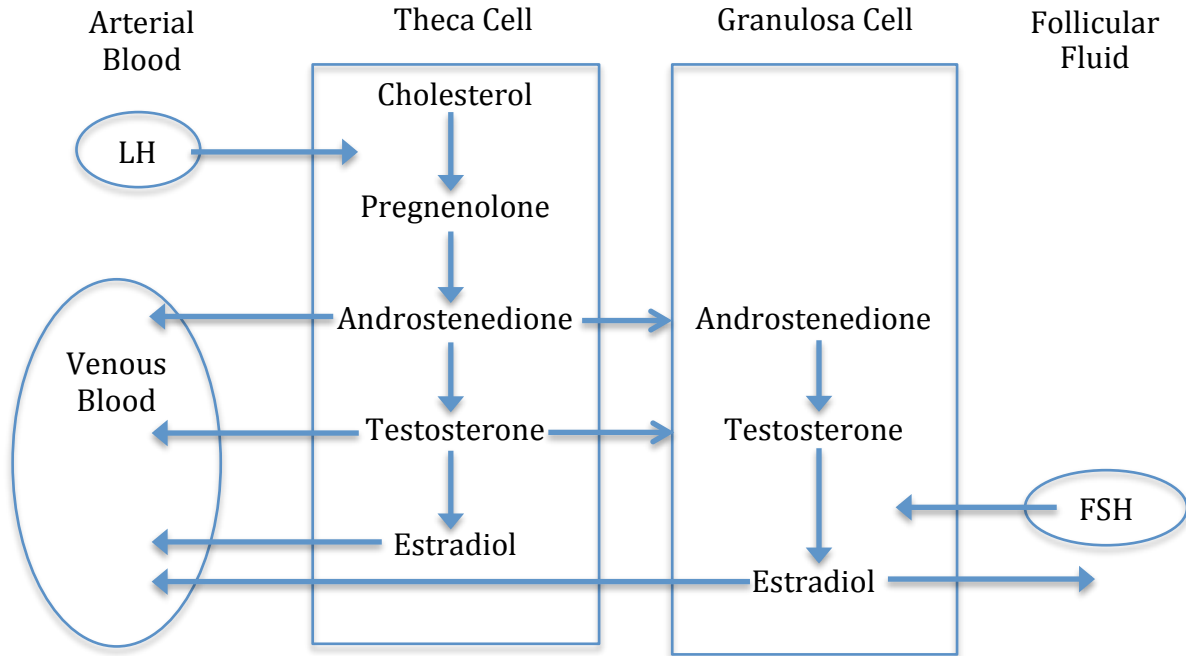 Arterial
Blood
Theca Cell
Granulosa Cell
Follicular
Fluid
Cholesterol
LH
Pregnenolone
Androstenedione
Androstenedione
Venous
Blood
Testosterone
Testosterone
FSH
Estradiol
Estradiol